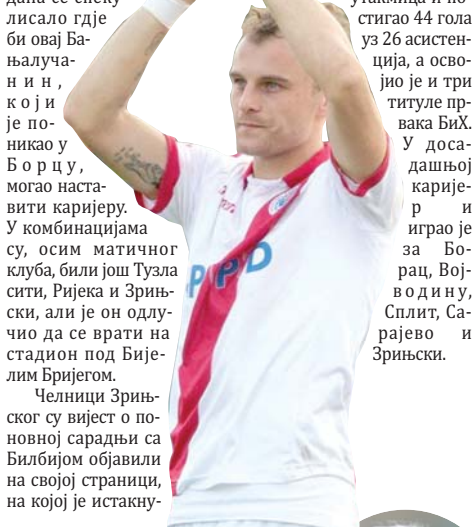 дана се спеку
лисало гдје
би овај Ба-
њалуча-
нин,
који
је по-
никао у
Борцу,
могао наста-
вити каријеру.
У комбинацијама
су, осим матичног
клуба, били још Тузла
сити, Ријека и Зрињ-
ски, али је он одлу-
чио да се врати на
стадион под Бије-
лим Бријегом.
Челници Зрињ-
ског су вијест о по-
новној сарадњи са
Билбијом објавили
на својој страници,
на којој је истакну-
утакмица и по-
стигао 44 гола
уз 26 асистен-
ција, а осво-
јио је и три
титуле пр-
вака БиХ.
У доса-
дашњој
карије-
р и
играо је
за Бо-
рац, Вој-
водину,
Сплит, Са-
рајево и
Зрињски.